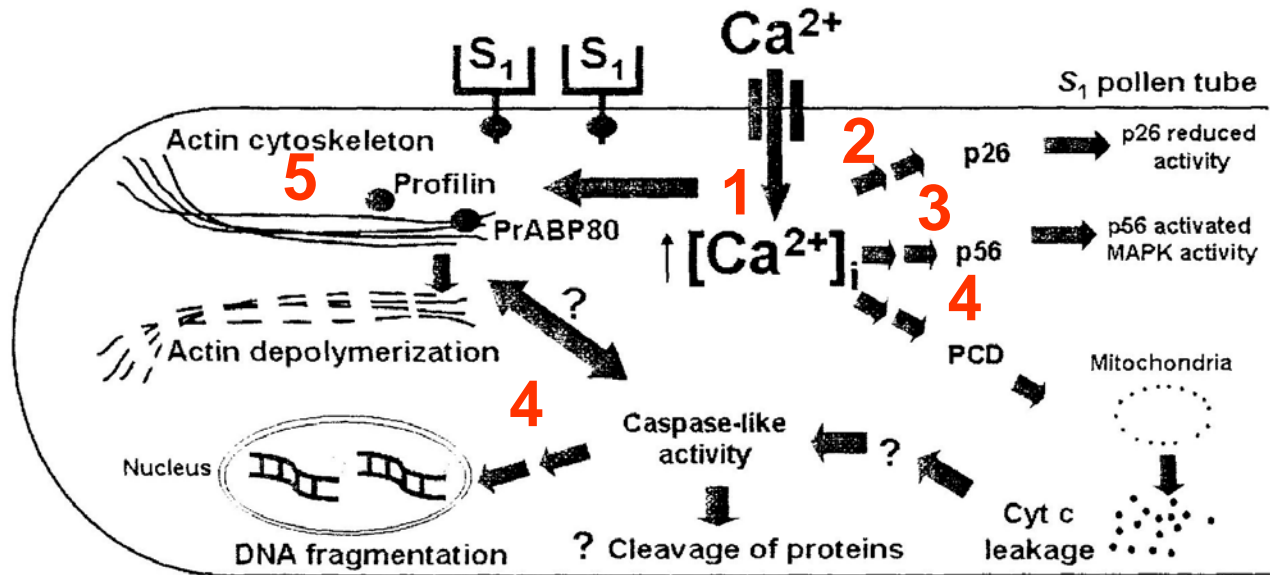 Ca2+
S1
S1
S1 pollen tube
Actin cytoskeleton
2
p26
p26 reduced
activity
5
Profilin
1
3
PrABP80
↑ [Ca2+]i
p56
p56 activated
MAPK activity
4
?
Actin depolymerization
PCD
Mitochondria
4
Caspase-like
activity
?
Nucleus
Cyt c
leakage
DNA fragmentation
? Cleavage of proteins